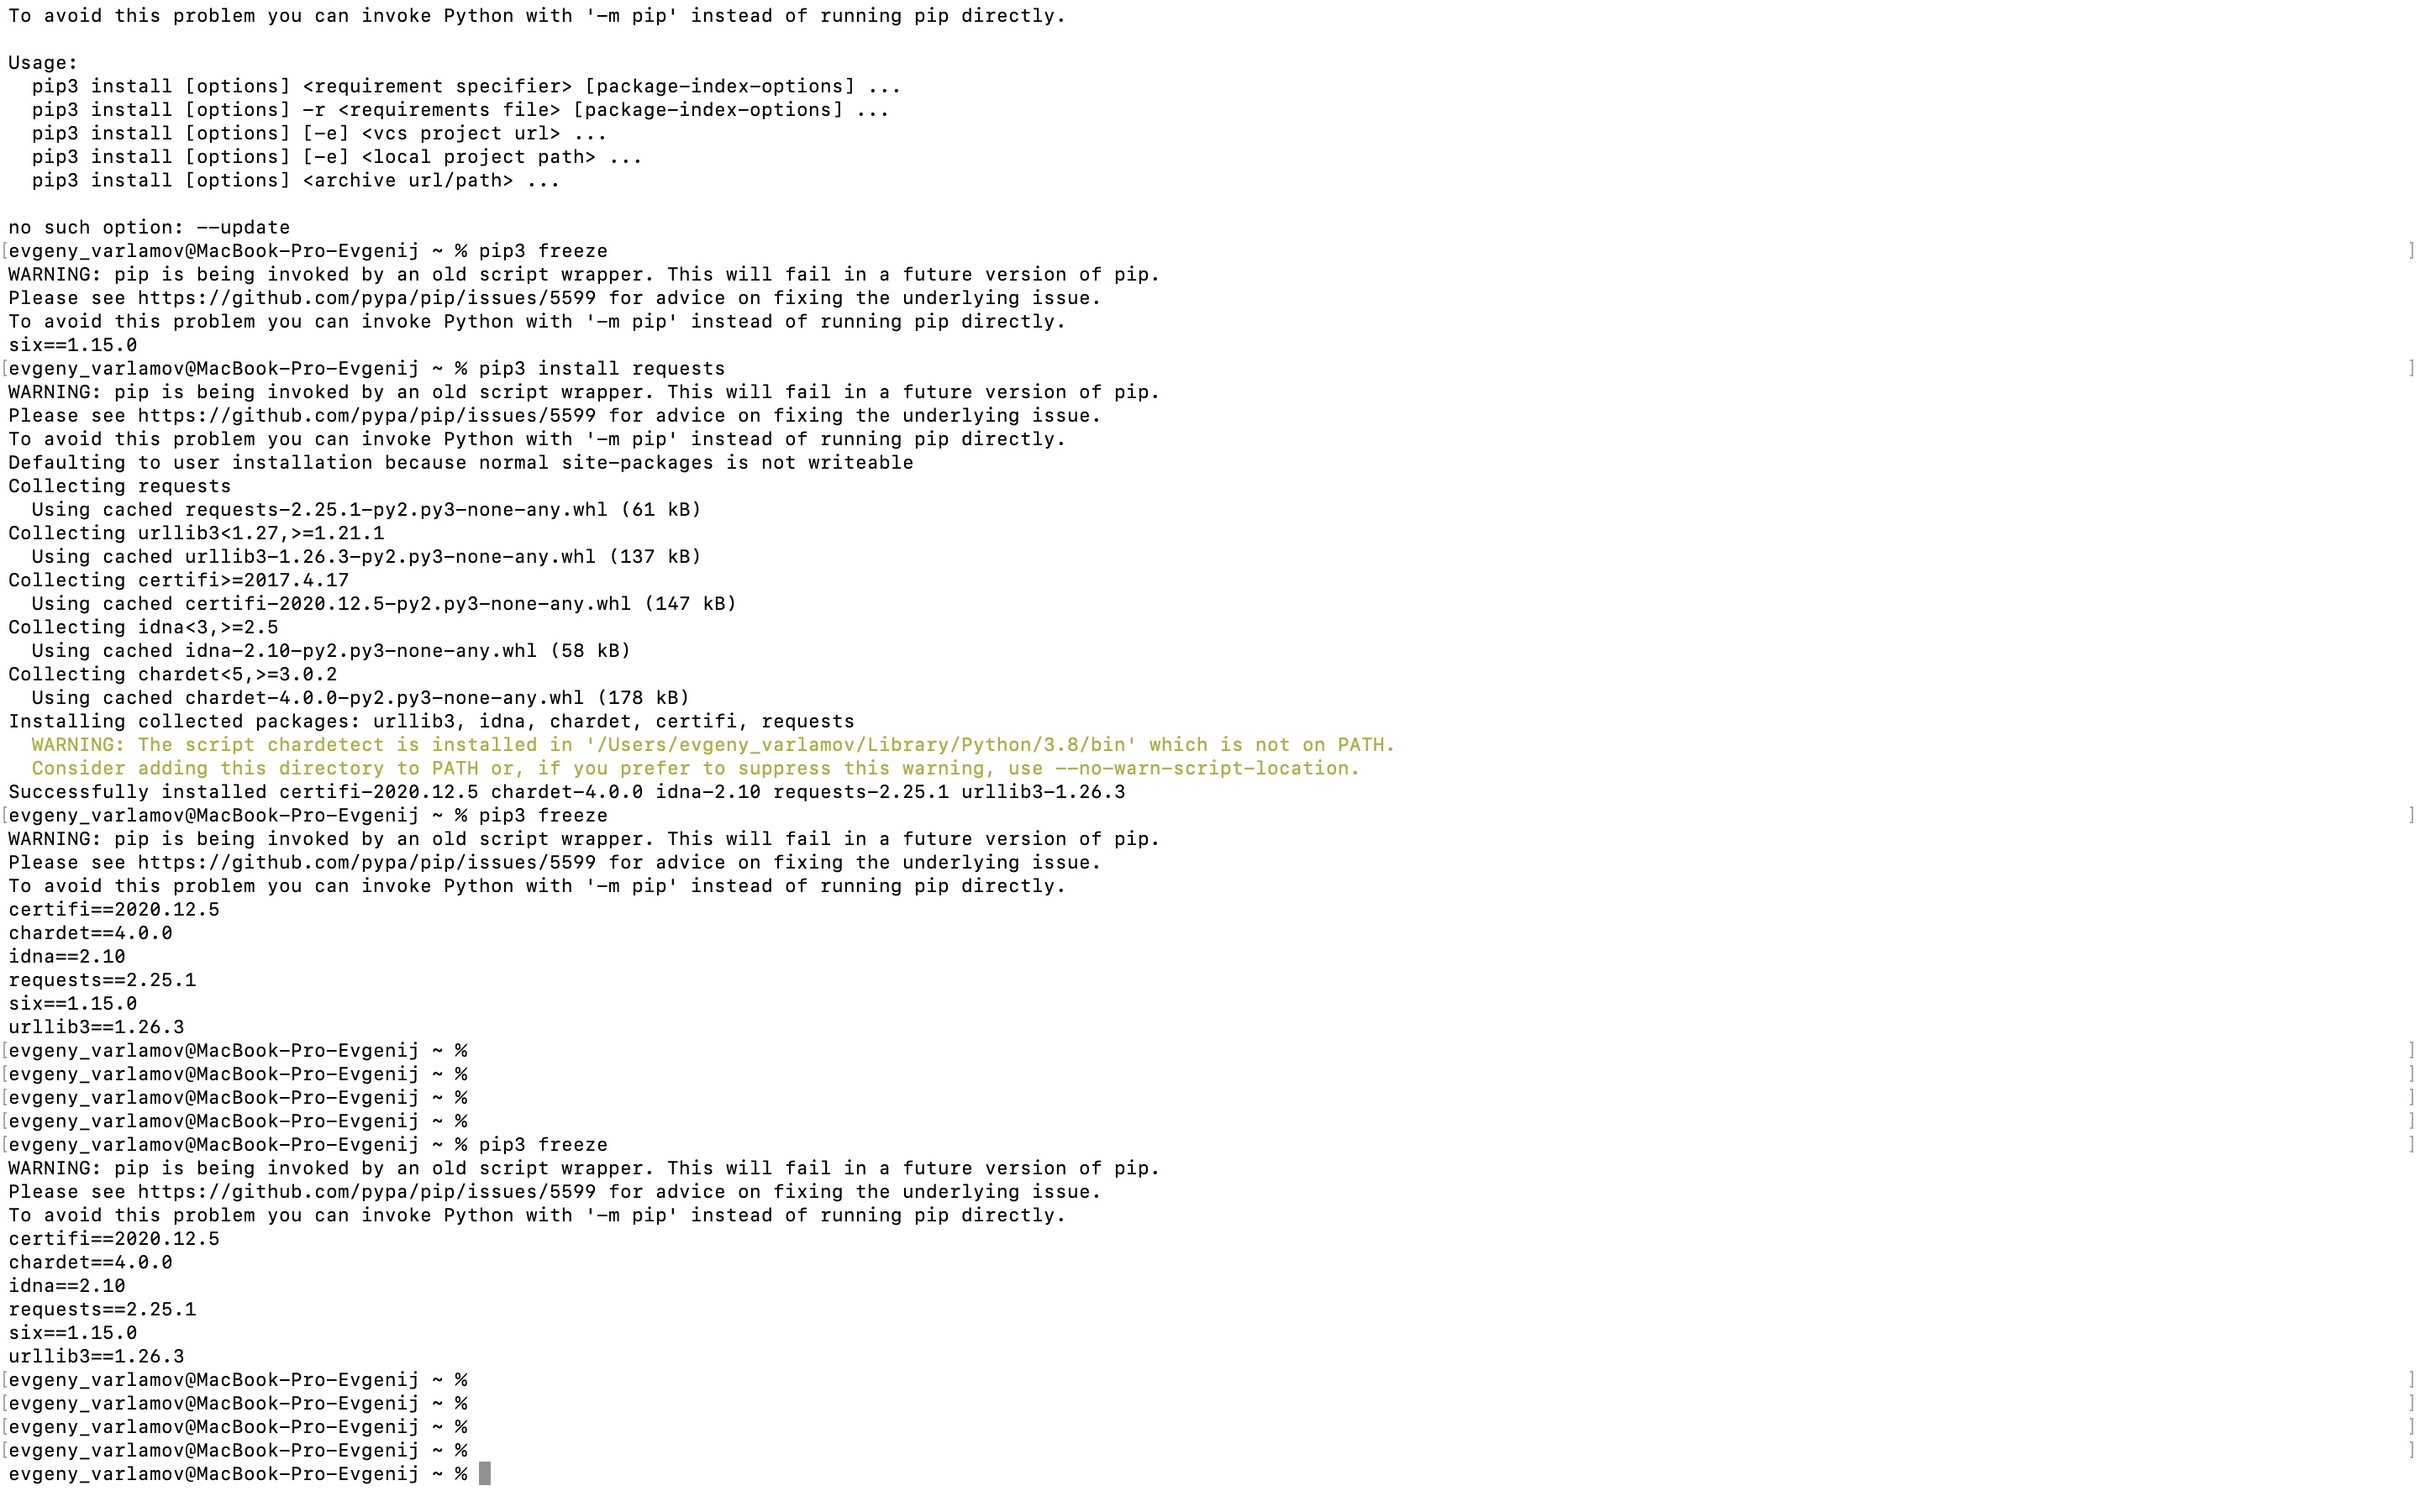 To avoid this problem you can invoke Python with '-m pip' instead of running pip directly.

Usage:
  pip3 install [options] <requirement specifier> [package-index-options] ...
  pip3 install [options] -r <requirements file> [package-index-options] ...
  pip3 install [options] [-e] <vcs project url> ...
  pip3 install [options] [-e] <local project path> ...
  pip3 install [options] <archive url/path> ...

no such option: --update
[evgeny_varlamov@MacBook-Pro-Evgenij ~ % pip3 freeze ]
WARNING: pip is being invoked by an old script wrapper. This will fail in a future version of pip.
Please see https://github.com/pypa/pip/issues/5599 for advice on fixing the underlying issue.
To avoid this problem you can invoke Python with '-m pip' instead of running pip directly.
six==1.15.0
[evgeny_varlamov@MacBook-Pro-Evgenij ~ % pip3 install requests ]
WARNING: pip is being invoked by an old script wrapper. This will fail in a future version of pip.
Please see https://github.com/pypa/pip/issues/5599 for advice on fixing the underlying issue.
To avoid this problem you can invoke Python with '-m pip' instead of running pip directly.
Defaulting to user installation because normal site-packages is not writeable
Collecting requests
  Using cached requests-2.25.1-py2.py3-none-any.whl (61 kB)
Collecting urllib3<1.27,>=1.21.1
  Using cached urllib3-1.26.3-py2.py3-none-any.whl (137 kB)
Collecting certifi>=2017.4.17
  Using cached certifi-2020.12.5-py2.py3-none-any.whl (147 kB)
Collecting idna<3,>=2.5
  Using cached idna-2.10-py2.py3-none-any.whl (58 kB)
Collecting chardet<5,>=3.0.2
  Using cached chardet-4.0.0-py2.py3-none-any.whl (178 kB)
Installing collected packages: urllib3, idna, chardet, certifi, requests
  WARNING: The script chardetect is installed in '/Users/evgeny_varlamov/Library/Python/3.8/bin' which is not on PATH.
  Consider adding this directory to PATH or, if you prefer to suppress this warning, use --no-warn-script-location.
Successfully installed certifi-2020.12.5 chardet-4.0.0 idna-2.10 requests-2.25.1 urllib3-1.26.3
[evgeny_varlamov@MacBook-Pro-Evgenij ~ % pip3 freeze ]
WARNING: pip is being invoked by an old script wrapper. This will fail in a future version of pip.
Please see https://github.com/pypa/pip/issues/5599 for advice on fixing the underlying issue.
To avoid this problem you can invoke Python with '-m pip' instead of running pip directly.
certifi==2020.12.5
chardet==4.0.0
idna==2.10
requests==2.25.1
six==1.15.0
urllib3==1.26.3
[evgeny_varlamov@MacBook-Pro-Evgenij ~ % ]
[evgeny_varlamov@MacBook-Pro-Evgenij ~ % ]
[evgeny_varlamov@MacBook-Pro-Evgenij ~ % ]
[evgeny_varlamov@MacBook-Pro-Evgenij ~ % ]
[evgeny_varlamov@MacBook-Pro-Evgenij ~ % pip3 freeze ]
WARNING: pip is being invoked by an old script wrapper. This will fail in a future version of pip.
Please see https://github.com/pypa/pip/issues/5599 for advice on fixing the underlying issue.
To avoid this problem you can invoke Python with '-m pip' instead of running pip directly.
certifi==2020.12.5
chardet==4.0.0
idna==2.10
requests==2.25.1
six==1.15.0
urllib3==1.26.3
[evgeny_varlamov@MacBook-Pro-Evgenij ~ % ]
[evgeny_varlamov@MacBook-Pro-Evgenij ~ % ]
[evgeny_varlamov@MacBook-Pro-Evgenij ~ % ]
[evgeny_varlamov@MacBook-Pro-Evgenij ~ % ]
evgeny_varlamov@MacBook-Pro-Evgenij ~ %